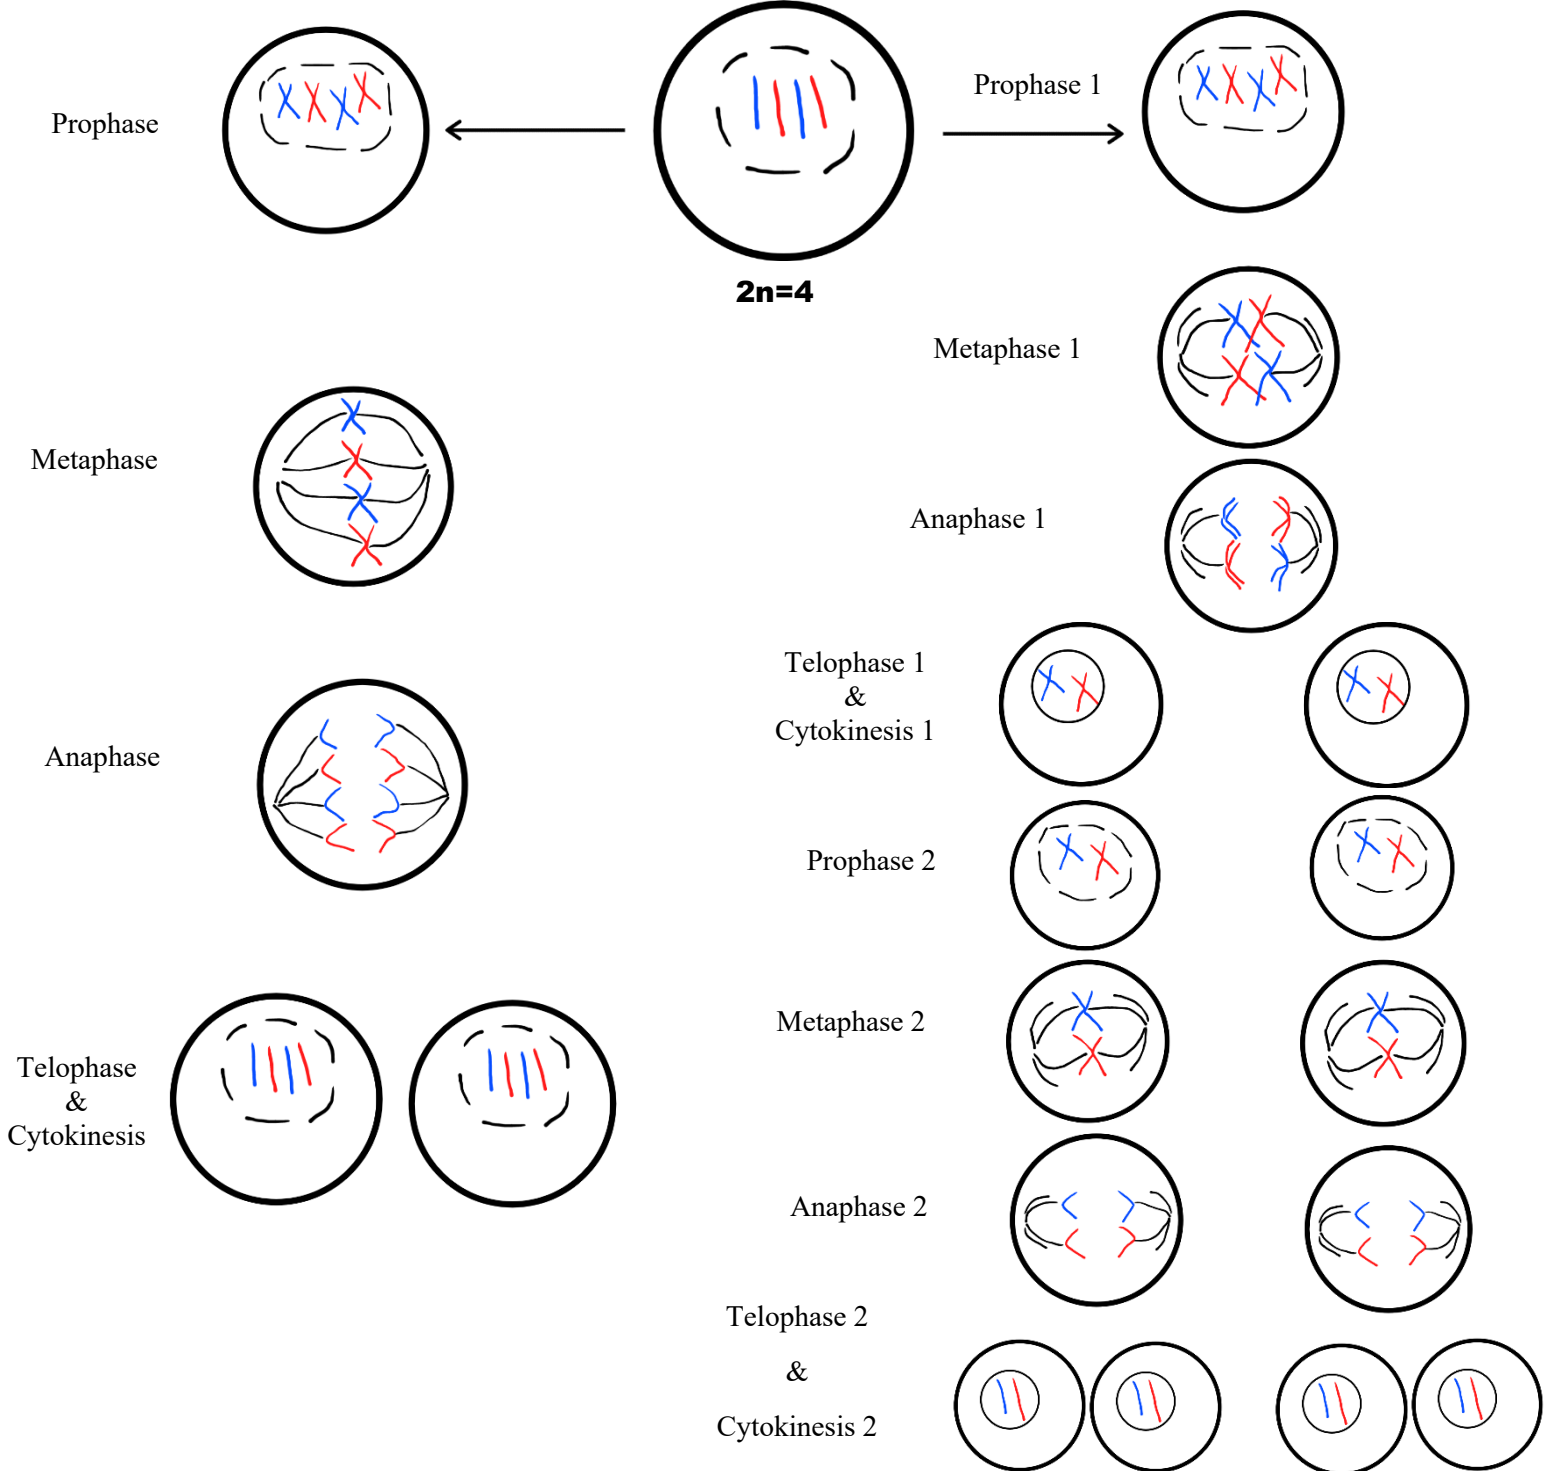 Prophase
Prophase 1
2n=4
Metaphase
Metaphase 1
Anaphase 1
Anaphase
Telophase 1
&
Cytokinesis 1
Prophase 2
Metaphase 2
Telophase
&
Cytokinesis
Anaphase 2
Telophase 2
&
Cytokinesis 2